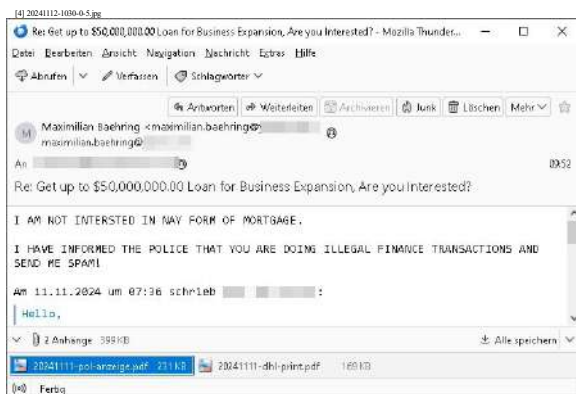 [4] 20241112-1030-0-5.jpg
Re: Get up to $50,000,000.00 Loan for Business Expansion, Are you Interested? - Mozilla Thunder...
Datei Bearbeiten Ansicht Navigation Nachricht Extras Hilfe
Abrufen Verfassen Schlagwörter
Antworten Weiterleiten Archivieren Junk Löschen Mehr
M
Maximilian Baehring <maximilian.baehring@
maximilian.baehring@
An
09:52
Re: Get up to $50,000,000.00 Loan for Business Expansion, Are you Interested?
I AM NOT INTERSTED IN NAY FORM OF MORTGAGE.
I HAVE INFORMED THE POLICE THAT YOU ARE DOING ILLEGAL FINANCE TRANSACTIONS AND
SEND ME SPAM!
Am 11.11.2024 um 07:36 schrieb :
Hello,
2 Anhänge 399 KB Alle speichern
20241111-pol-anzeige.pdf 231 KB 20241111-dhl-print.pdf 169 KB
Fertig